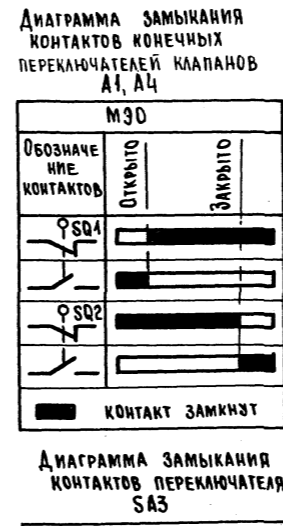 Диаграмма замыкания
контактов конечных
переключателей клапанов
А1, А4
МЭО
Обозначе
ние
контактов
Открыто
Закрыто
SQ1
SQ2
контакт замкнут
Диаграмма замыкания
контактов переключателя
SA3